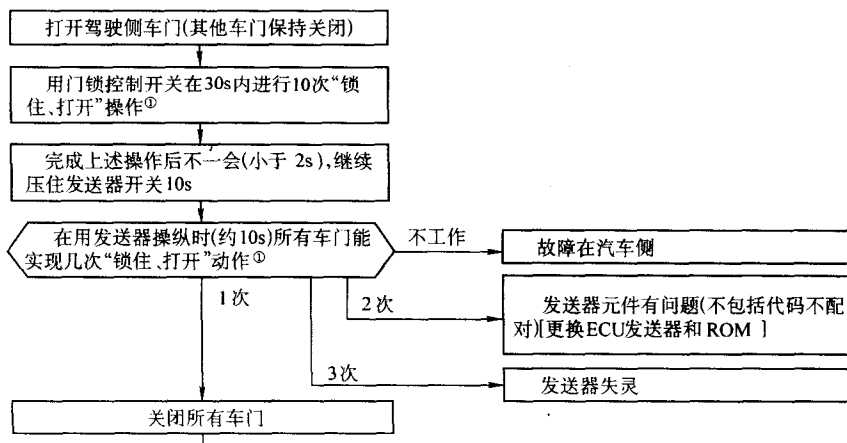 打开驾驶侧车门(其他车门保持关闭)
用门锁控制开关在30s内进行10次“锁
住、打开”操作①
完成上述操作后不一会(小于 2s),继续
压住发送器开关10s
在用发送器操纵时(约10s)所有车门能
实现几次“锁住、打开”动作①
不工作
故障在汽车侧
1次
2次
发送器元件有问题(不包括代码不配
对)[更换ECU发送器和ROM]
3次
发送器失灵
关闭所有车门